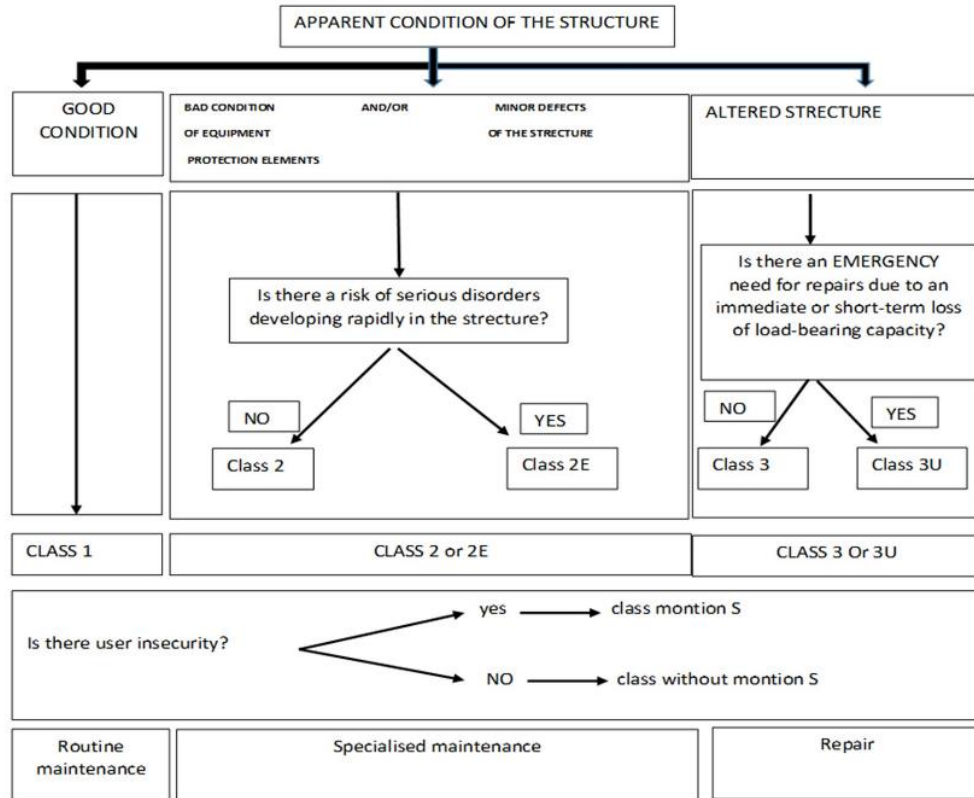 APPARENT CONDITION OF THE STRUCTURE
GOOD
CONDITION
BAD CONDITION AND/OR MINOR DEFECTS
OF EQUIPMENT OF THE STRECTURE
PROTECTION ELEMENTS
ALTERED STRECTURE
Is there a risk of serious disorders
developing rapidly in the strecture?
NO
YES
Class 2
Class 2E
Is there an EMERGENCY
need for repairs due to an
immediate or short-term loss
of load-bearing capacity?
NO
YES
Class 3
Class 3U
CLASS 1
CLASS 2 or 2E
CLASS 3 Or 3U
Is there user insecurity?
yes
class montion S
NO
class without montion S
Routine
maintenance
Specialised maintenance
Repair